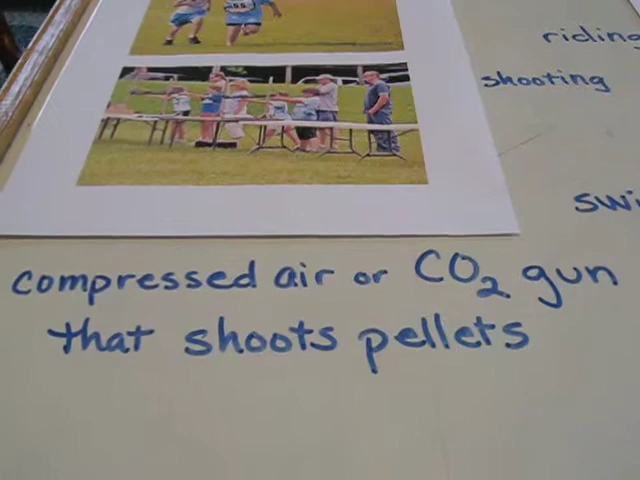 riding
shooting
compressed air or CO₂ gun
that shoots pellets